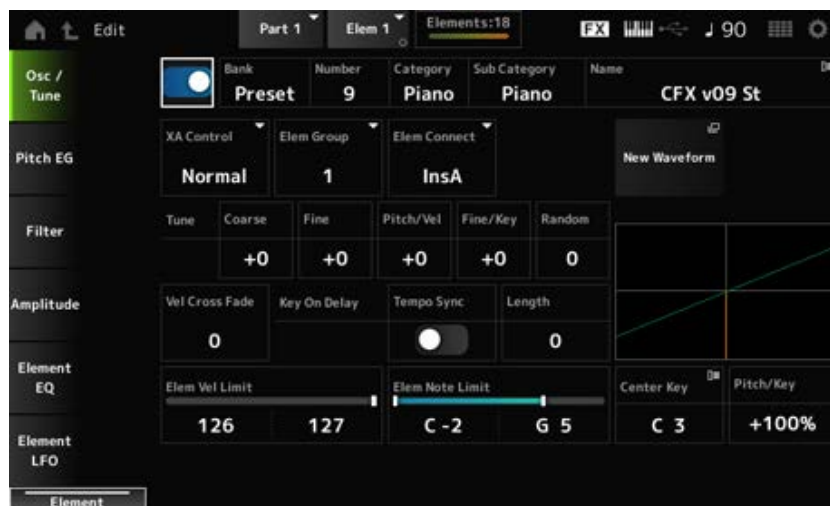 Edit
Part 1
Elem 1
Elements:18
FX
90
Osc /
Tune
Bank
Preset
Number
9
Category
Piano
Sub Category
Piano
Name
CFX v09 St
Pitch EG
XA Control
Normal
Elem Group
1
Elem Connect
InsA
New Waveform
Filter
Tune
Coarse
+0
Fine
+0
Pitch/Vel
+0
Fine/Key
+0
Random
0
Amplitude
Vel Cross Fade
0
Key On Delay
Tempo Sync
Length
0
Element
EQ
Elem Vel Limit
126
127
Elem Note Limit
C -2
G 5
Center Key
C 3
Pitch/Key
+100%
Element
LFO
Element